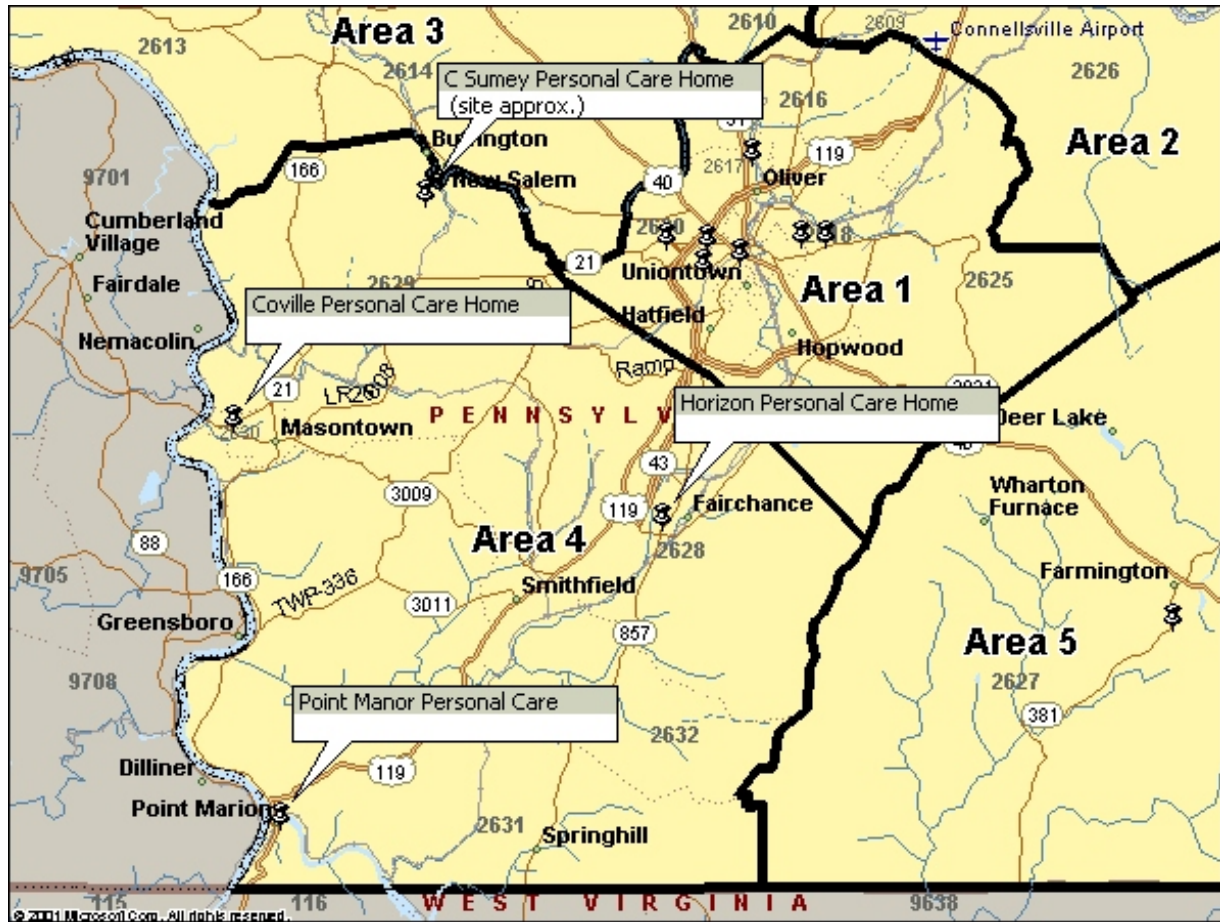 Area 3
2613
2614
2610
2609
Connellsville Airport
2626
C Sumey Personal Care Home
(site approx.)
2616
Area 2
119
2617
166
New Salem
40
Oliver
9701
Cumberland
Village
Fairdale
21
Uniontown
Area 1
2625
2629
Coville Personal Care Home
Hatfield
Nemacolin
Hopwood
Ramp
21
Horizon Personal Care Home
PENNSYLV
Deer Lake
Masontown
43
Wharton
Furnace
3009
119
Fairchance
88
Area 4
2628
9705
166
TWP-336
Smithfield
Farmington
3011
Greensboro
857
Area 5
9708
2627
Point Manor Personal Care
381
2632
Dilliner
119
Point Marion
2631
Springhill
115
116
WEST VIRGINIA
9638
© 2001 Microsoft Corp. All rights reserved.